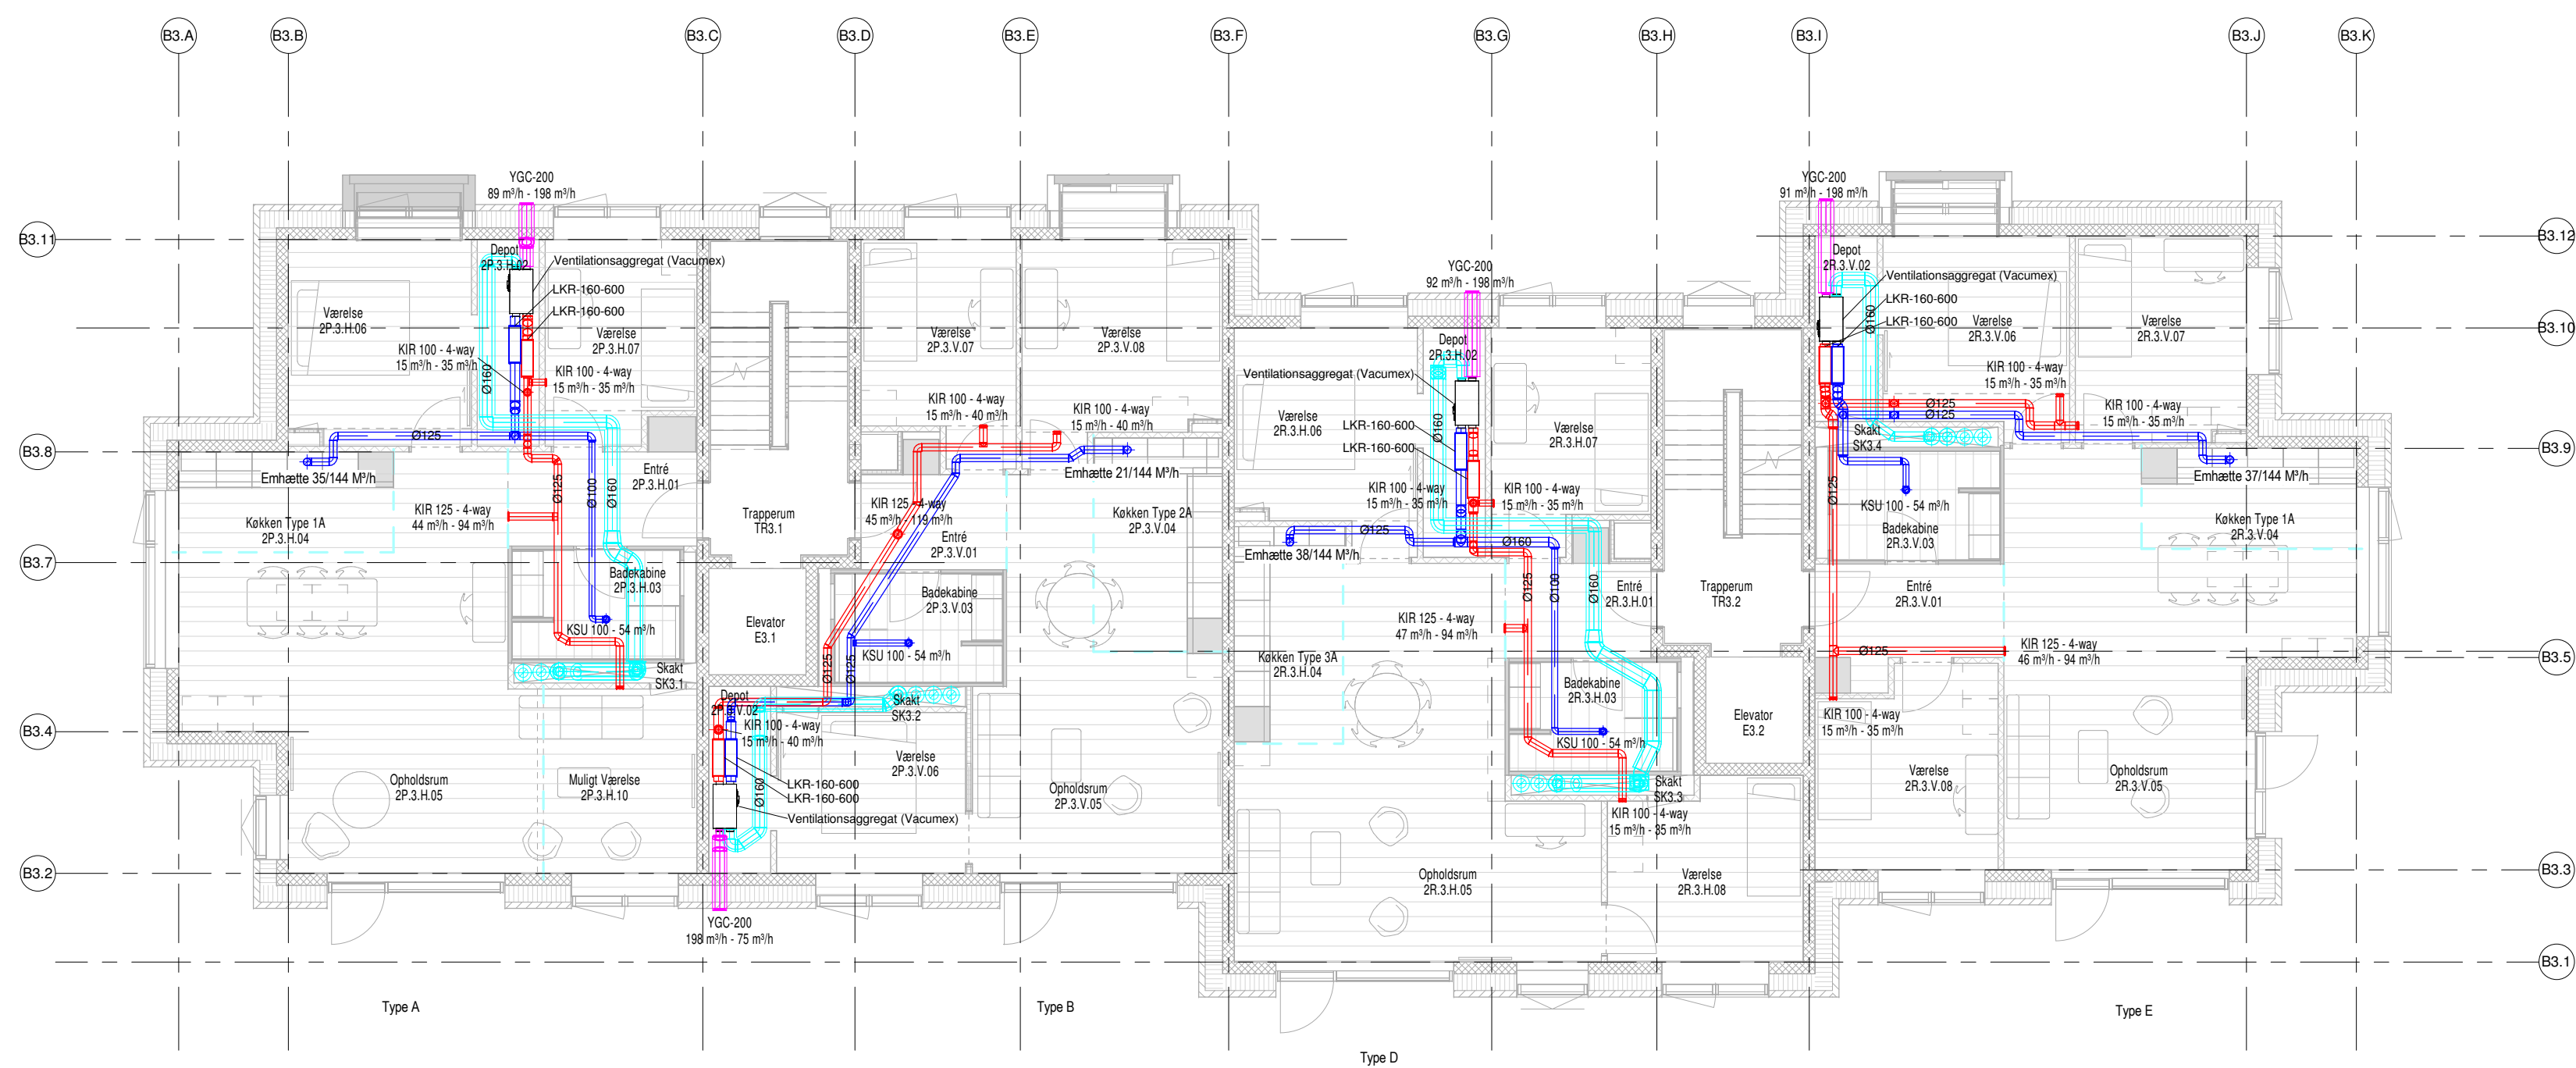 B3.A
B3.B
B3.C
B3.D
B3.E
B3.F
B3.G
B3.H
B3.I
B3.J
B3.K
B3.11
B3.8
B3.7
B3.4
B3.2
B3.12
B3.10
B3.9
B3.5
B3.3
B3.1
YGC-200
89 m³/h - 198 m³/h
Depot
2P.3.H.02
Ventilationsaggregat (Vacumex)
LKR-160-600
LKR-160-600
Værelse
2P.3.H.06
Værelse
2P.3.H.07
KIR 100 - 4-way
15 m³/h - 35 m³/h
KIR 100 - 4-way
15 m³/h - 35 m³/h
Ø160
Ø125
Emhætte 35/144 M³/h
Entré
2P.3.H.01
Ø125
Ø100
Ø160
KIR 125 - 4-way
44 m³/h - 94 m³/h
Køkken Type 1A
2P.3.H.04
Badekabine
2P.3.H.03
KSU 100 - 54 m³/h
Skakt
SK3.1
Opholdsrum
2P.3.H.05
Muligt Værelse
2P.3.H.10
Type A
Trapperum
TR3.1
Elevator
E3.1
Værelse
2P.3.V.07
Værelse
2P.3.V.08
KIR 100 - 4-way
15 m³/h - 40 m³/h
KIR 100 - 4-way
15 m³/h - 40 m³/h
Emhætte 21/144 M³/h
KIR 125 - 4-way
45 m³/h - 119 m³/h
Entré
2P.3.V.01
Køkken Type 2A
2P.3.V.04
Badekabine
2P.3.V.03
KSU 100 - 54 m³/h
Ø125
Ø125
Depot
2P.3.V.02
Skakt
SK3.2
KIR 100 - 4-way
15 m³/h - 40 m³/h
Værelse
2P.3.V.06
LKR-160-600
LKR-160-600
Ø160
Ventilationsaggregat (Vacumex)
Opholdsrum
2P.3.V.05
YGC-200
198 m³/h - 75 m³/h
Type B
YGC-200
92 m³/h - 198 m³/h
Depot
2R.3.H.02
Ventilationsaggregat (Vacumex)
Værelse
2R.3.H.06
LKR-160-600
LKR-160-600
Ø160
Værelse
2R.3.H.07
KIR 100 - 4-way
15 m³/h - 35 m³/h
KIR 100 - 4-way
15 m³/h - 35 m³/h
Ø125
Ø160
Emhætte 38/144 M³/h
Ø125
Ø100
Ø160
Entré
2R.3.H.01
KIR 125 - 4-way
47 m³/h - 94 m³/h
Køkken Type 3A
2R.3.H.04
Badekabine
2R.3.H.03
KSU 100 - 54 m³/h
Skakt
SK3.3
KIR 100 - 4-way
15 m³/h - 35 m³/h
Opholdsrum
2R.3.H.05
Værelse
2R.3.H.08
Type D
Trapperum
TR3.2
Elevator
E3.2
YGC-200
91 m³/h - 198 m³/h
Depot
2R.3.V.02
Ventilationsaggregat (Vacumex)
LKR-160-600
LKR-160-600
Ø160
Værelse
2R.3.V.06
Værelse
2R.3.V.07
KIR 100 - 4-way
15 m³/h - 35 m³/h
KIR 100 - 4-way
15 m³/h - 35 m³/h
Ø125
Ø125
Skakt
SK3.4
Emhætte 37/144 M³/h
Ø125
KSU 100 - 54 m³/h
Badekabine
2R.3.V.03
Køkken Type 1A
2R.3.V.04
Entré
2R.3.V.01
Ø125
KIR 125 - 4-way
46 m³/h - 94 m³/h
KIR 100 - 4-way
15 m³/h - 35 m³/h
Værelse
2R.3.V.08
Opholdsrum
2R.3.V.05
Type E